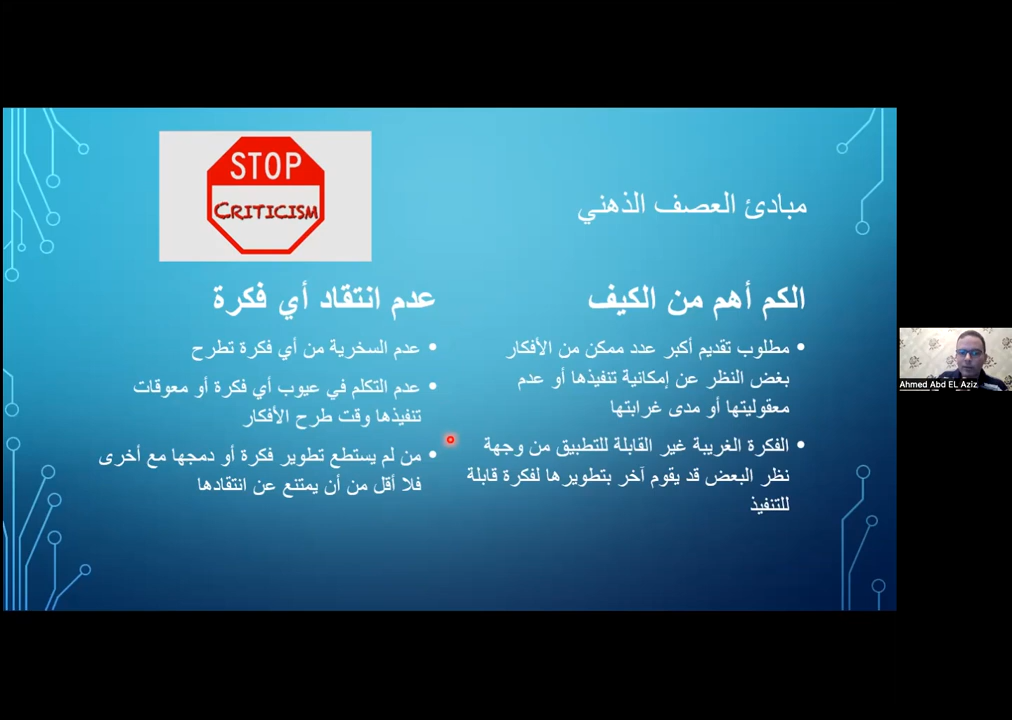 STOP
CRITICISM
مبادئ العصف الذهني
الكم أهم من الكيف
• مطلوب تقديم أكبر عدد ممكن من الأفكار
بغض النظر عن إمكانية تنفيذها أو عدم
معقوليتها أو مدى غرابتها
• الفكرة الغريبة غير القابلة للتطبيق من وجهة
نظر البعض قد يقوم آخر بتطويرها لفكرة قابلة
للتنفيذ
عدم انتقاد أي فكرة
• عدم السخرية من أي فكرة تطرح
• عدم التكلم في عيوب أي فكرة أو معوقات
تنفيذها وقت طرح الأفكار
• من لم يستطع تطوير فكرة أو دمجها مع أخرى
فلا أقل من أن يمتنع عن انتقادها
Ahmed Abd EL Aziz